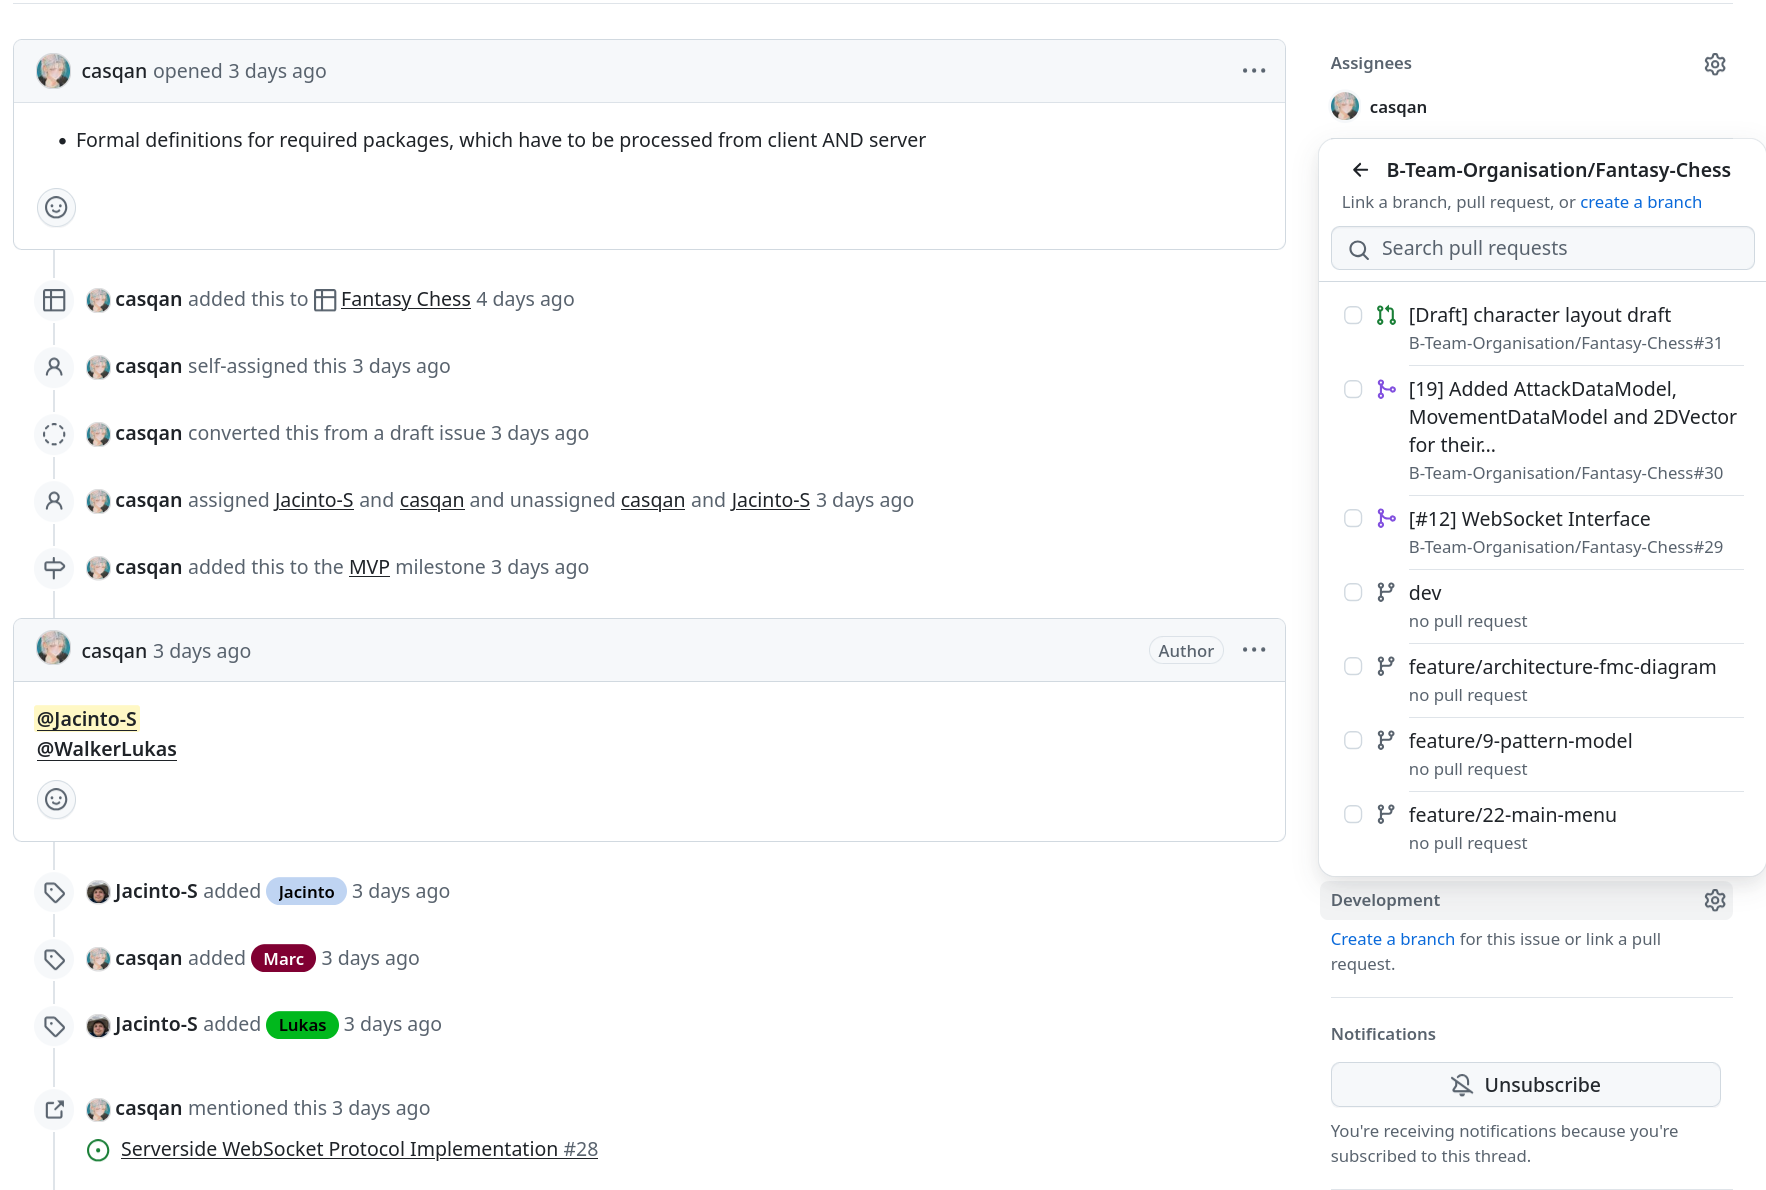 casqan opened 3 days ago
• Formal definitions for required packages, which have to be processed from client AND server
casqan added this to Fantasy Chess 4 days ago
casqan self-assigned this 3 days ago
casqan converted this from a draft issue 3 days ago
casqan assigned Jacinto-S and casqan and unassigned casqan and Jacinto-S 3 days ago
casqan added this to the MVP milestone 3 days ago
casqan 3 days ago
Author
@Jacinto-S
@WalkerLukas
Jacinto-S added Jacinto 3 days ago
casqan added Marc 3 days ago
Jacinto-S added Lukas 3 days ago
casqan mentioned this 3 days ago
Serverside WebSocket Protocol Implementation #28
Assignees
casqan
B-Team-Organisation/Fantasy-Chess
Link a branch, pull request, or create a branch
Search pull requests
[Draft] character layout draft
B-Team-Organisation/Fantasy-Chess#31
[19] Added AttackDataModel,
MovementDataModel and 2DVector
for their...
B-Team-Organisation/Fantasy-Chess#30
[#12] WebSocket Interface
B-Team-Organisation/Fantasy-Chess#29
dev
no pull request
feature/architecture-fmc-diagram
no pull request
feature/9-pattern-model
no pull request
feature/22-main-menu
no pull request
Development
Create a branch for this issue or link a pull
request.
Notifications
Unsubscribe
You're receiving notifications because you're
subscribed to this thread.